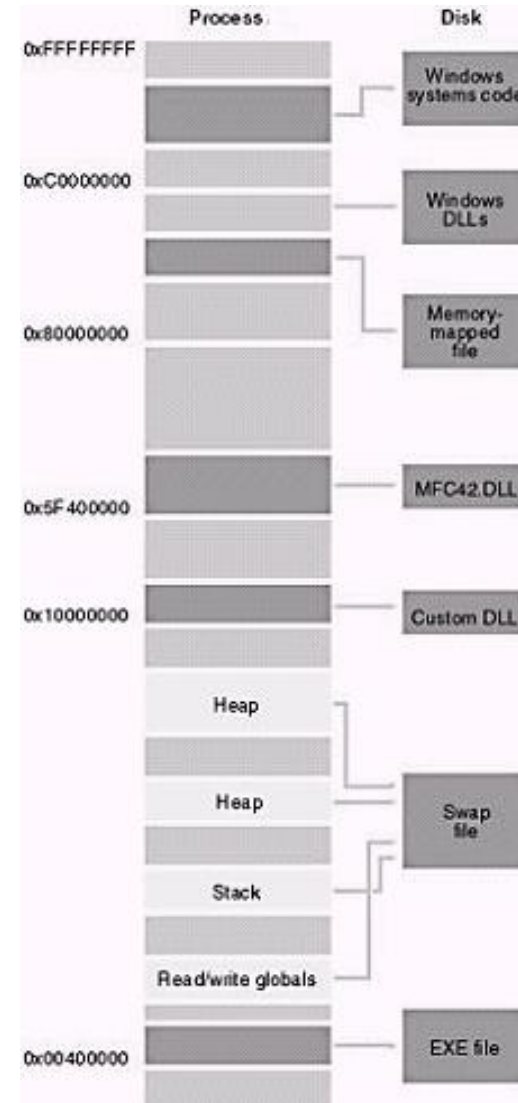 Process
Disk
0xFFFFFFFF
Windows
systems code
0xC0000000
Windows
DLLs
Memory-
mapped
file
0x80000000
MFC42.DLL
0x5F400000
0x10000000
Custom DLL
Heap
Heap
Swap
file
Stack
Read/write globals
EXE file
0x00400000